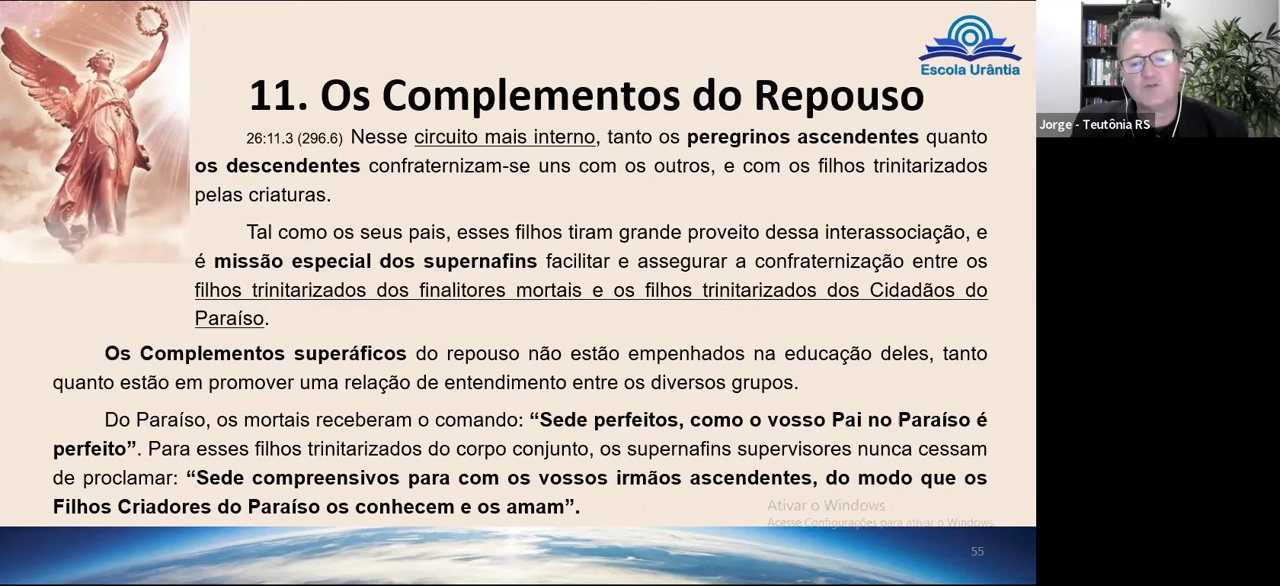 Escola Urântia
11. Os Complementos do Repouso
26:11.3 (296.6) Nesse circuito mais interno, tanto os peregrinos ascendentes quanto
os descendentes confraternizam-se uns com os outros, e com os filhos trinitarizados
pelas criaturas.
Tal como os seus pais, esses filhos tiram grande proveito dessa interassociação, e
é missão especial dos supernafins facilitar e assegurar a confraternização entre os
filhos trinitarizados dos finalitores mortais e os filhos trinitarizados dos Cidadãos do
Paraíso.
Os Complementos superáficos do repouso não estão empenhados na educação deles, tanto
quanto estão em promover uma relação de entendimento entre os diversos grupos.
Do Paraíso, os mortais receberam o comando: “Sede perfeitos, como o vosso Pai no Paraíso é
perfeito”. Para esses filhos trinitarizados do corpo conjunto, os supernafins supervisores nunca cessam
de proclamar: “Sede compreensivos para com os vossos irmãos ascendentes, do modo que os
Filhos Criadores do Paraíso os conhecem e os amam”.
Ativar o Windows
Acesse Configurações para ativar o Windows.
55
Jorge - Teutônia RS